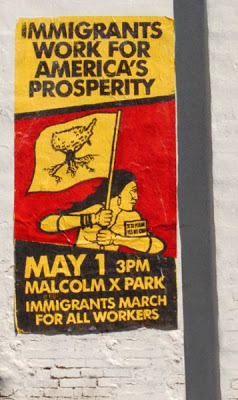 IMMIGRANTS
WORK FOR
AMERICA'S
PROSPERITY
MAY 1 3PM
MALCOLM X PARK
IMMIGRANTS MARCH
FOR ALL WORKERS